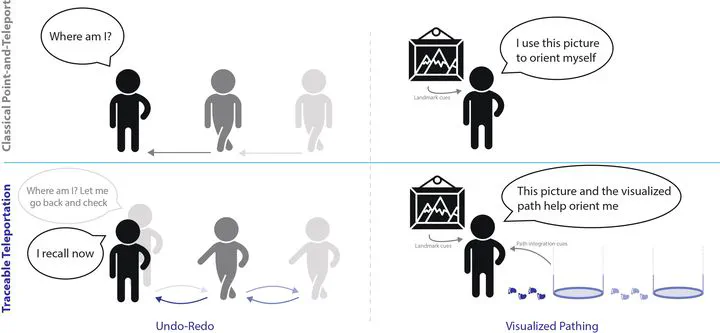 Classical Point-and-Teleport
Where am I?
I use this picture
to orient myself
Landmark cues
Traceable Teleportation
Where am I? Let me
go back and check
I recall now
This picture and the visualized
path help orient me
Landmark cues
Path-integration cues
Undo-Redo
Visualized Pathing